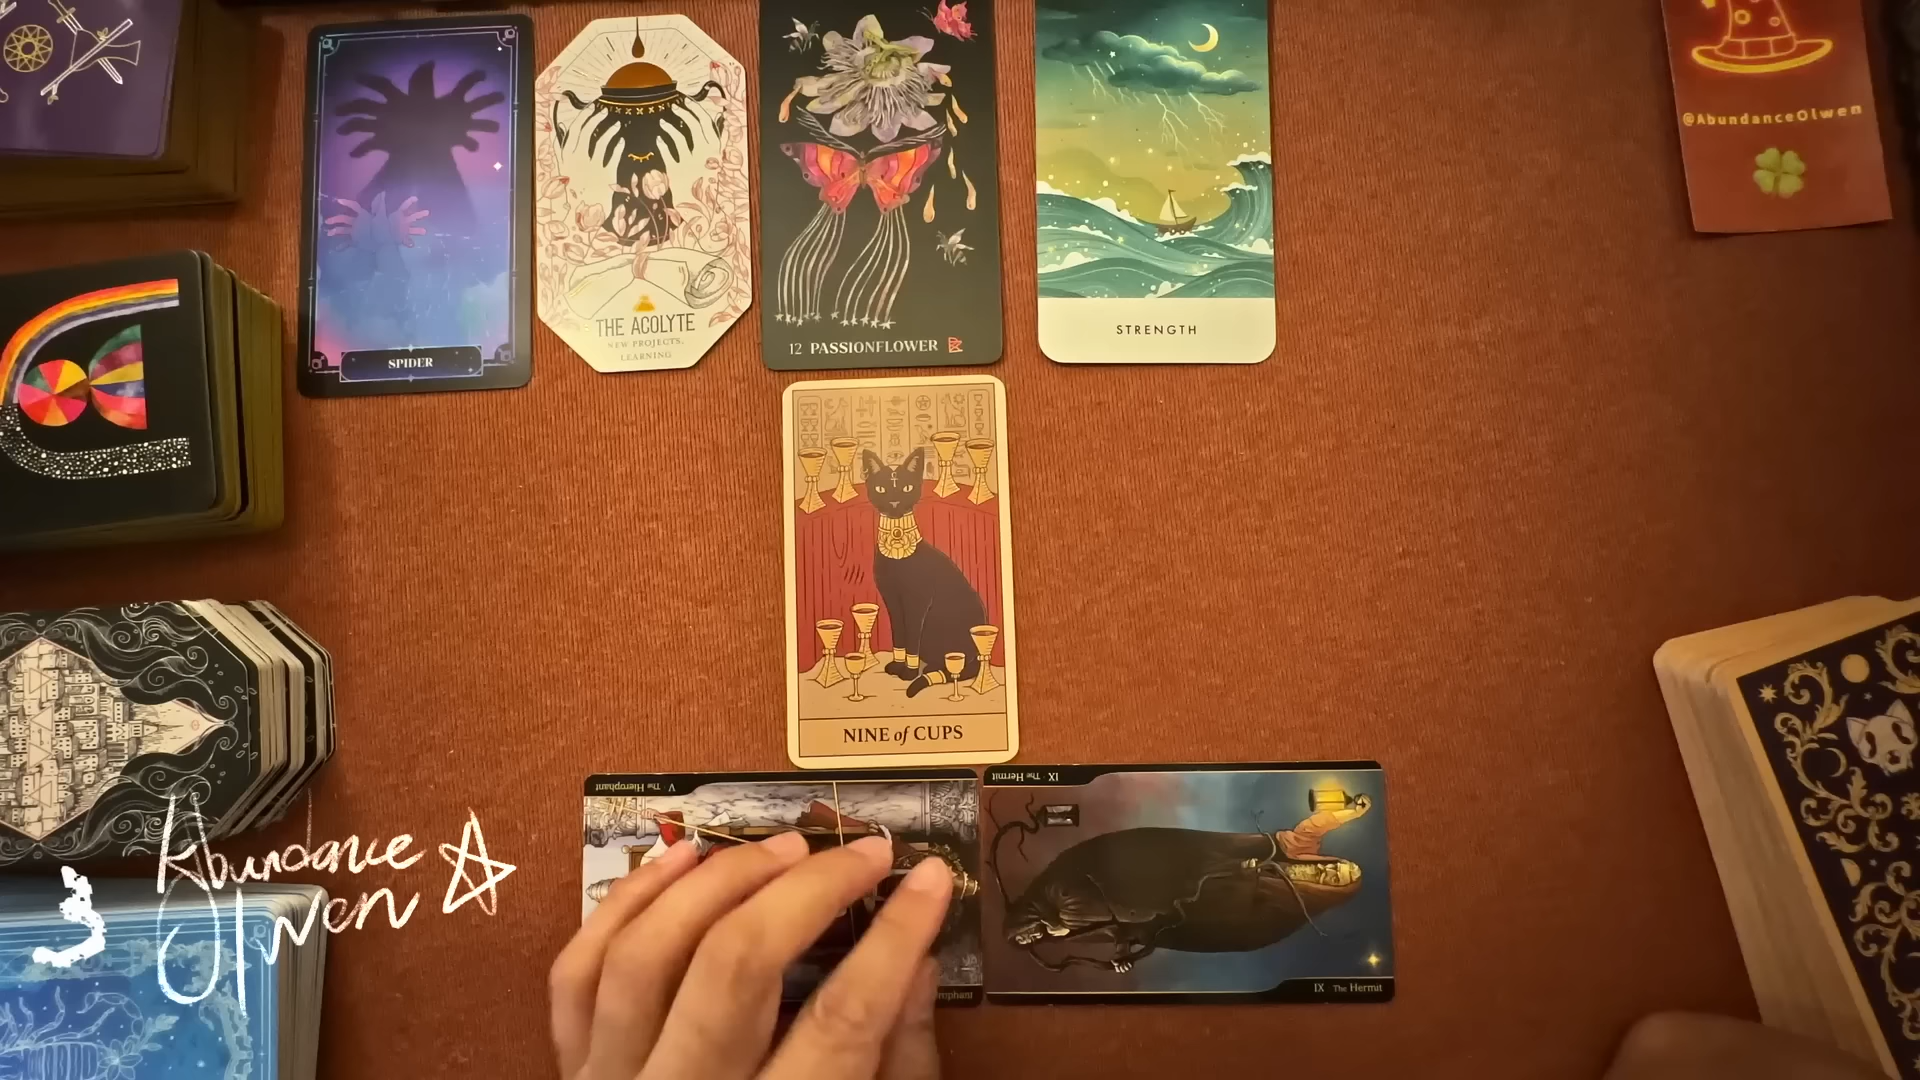 SPIDER
THE ACOLYTE
NEW PROJECTS,
LEARNING
12 PASSIONFLOWER
STRENGTH
@AbundanceOlwen
NINE of CUPS
V · The Hierophant
IX · The Hermit
rophant
IX The Hermit
Abundance
Olwen